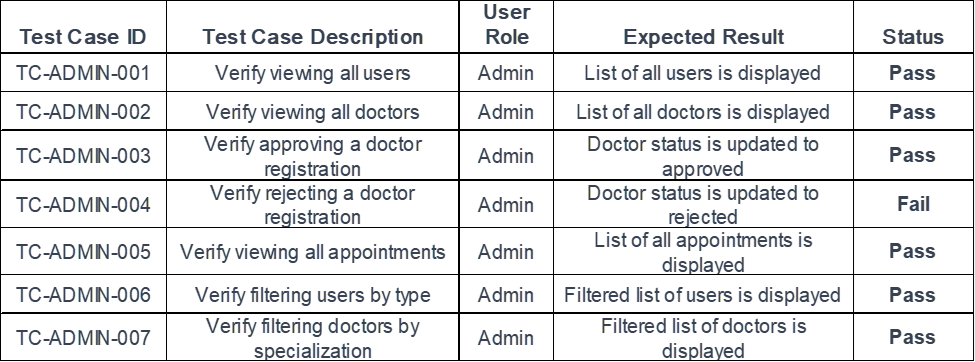 Test Case ID Test Case Description User Role Expected Result Status
TC-ADMIN-001 Verify viewing all users Admin List of all users is displayed Pass
TC-ADMIN-002 Verify viewing all doctors Admin List of all doctors is displayed Pass
TC-ADMIN-003 Verify approving a doctor registration Admin Doctor status is updated to approved Pass
TC-ADMIN-004 Verify rejecting a doctor registration Admin Doctor status is updated to rejected Fail
TC-ADMIN-005 Verify viewing all appointments Admin List of all appointments is displayed Pass
TC-ADMIN-006 Verify filtering users by type Admin Filtered list of users is displayed Pass
TC-ADMIN-007 Verify filtering doctors by specialization Admin Filtered list of doctors is displayed Pass